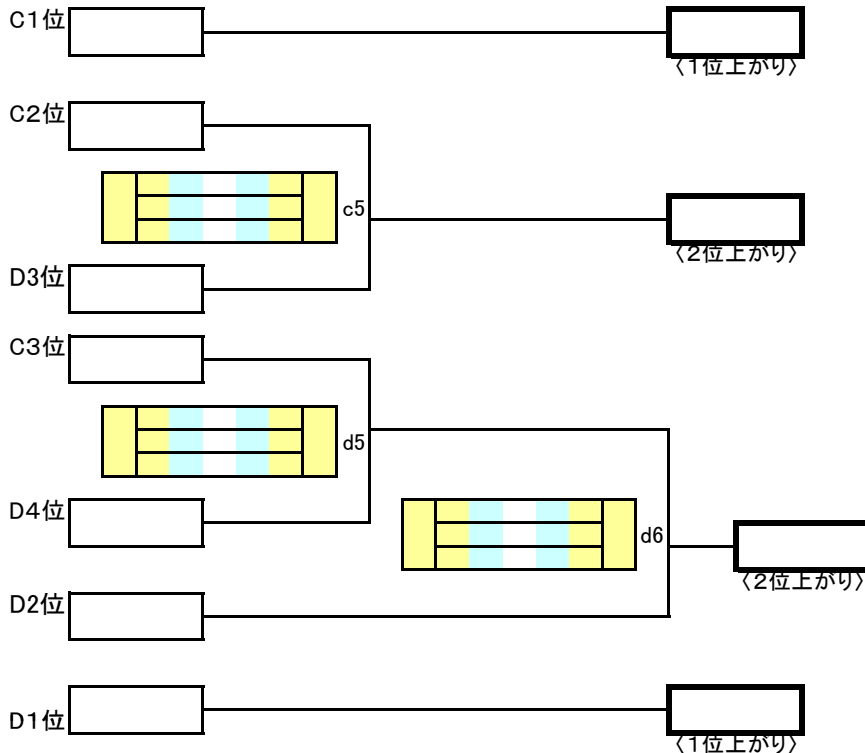 C1位
〈1位上がり〉
C2位
c5
〈2位上がり〉
D3位
C3位
d5
D4位
d6
〈2位上がり〉
D2位
D1位
〈1位上がり〉